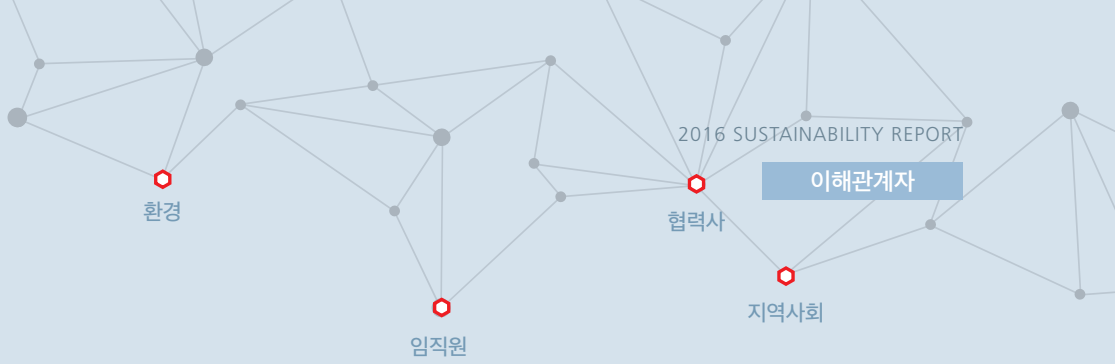 2016 SUSTAINABILITY REPORT
이해관계자
환경
협력사
지역사회
임직원